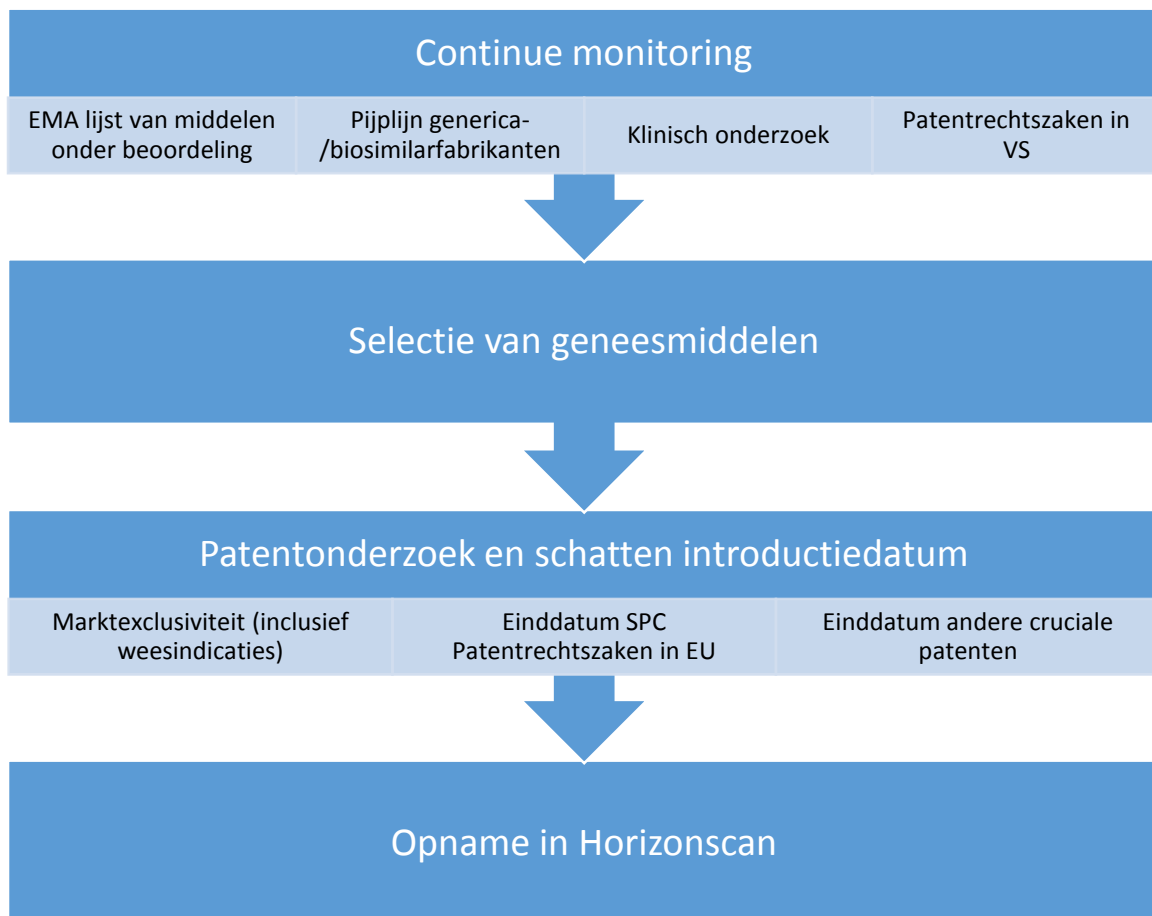 Continue monitoring
EMA lijst van middelen
onder beoordeling
Pijplijn generica-
/biosimilarfabrikanten
Klinisch onderzoek
Patentrechtszaken in
VS
Selectie van geneesmiddelen
Patentonderzoek en schatten introductiedatum
Marktexclusiviteit (inclusief
weesindicaties)
Einddatum SPC
Patentrechtszaken in EU
Einddatum andere cruciale
patenten
Opname in Horizonscan